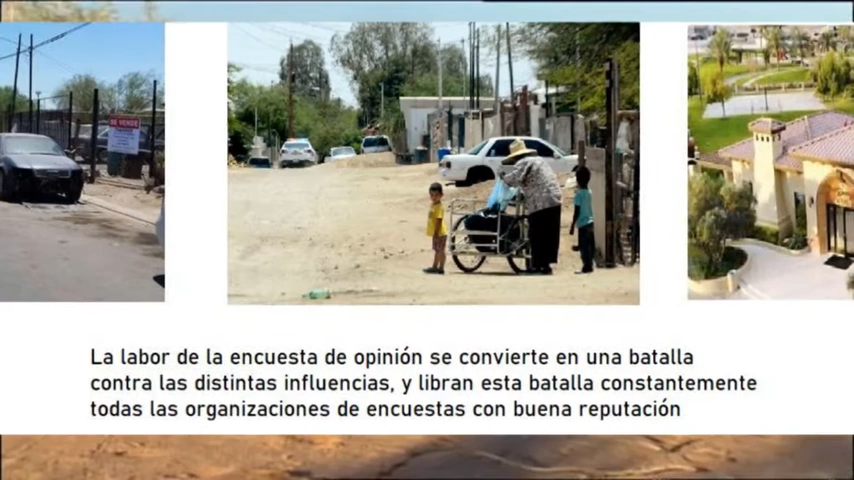 SE VENDE
La labor de la encuesta de opinión se convierte en una batalla
contra las distintas influencias, y libran esta batalla constantemente
todas las organizaciones de encuestas con buena reputación